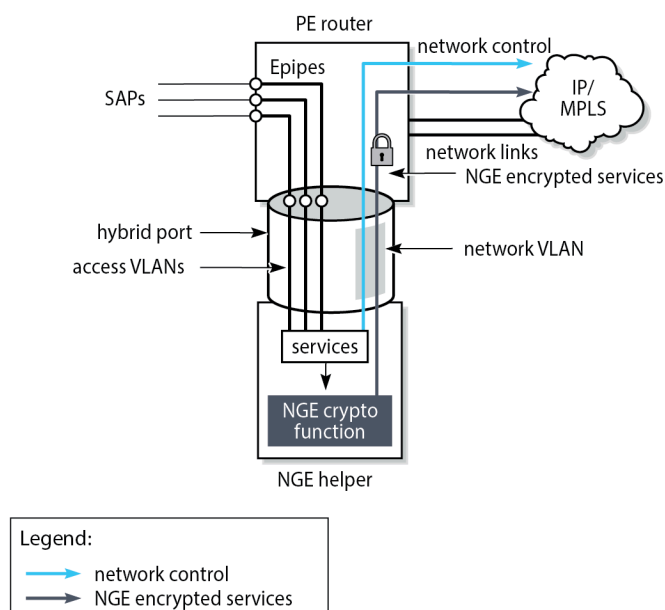 PE router
network control
Epipes
SAPs
IP/
MPLS
network links
NGE encrypted services
hybrid port
network VLAN
access VLANs
services
NGE crypto
function
NGE helper
Legend:
network control
NGE encrypted services